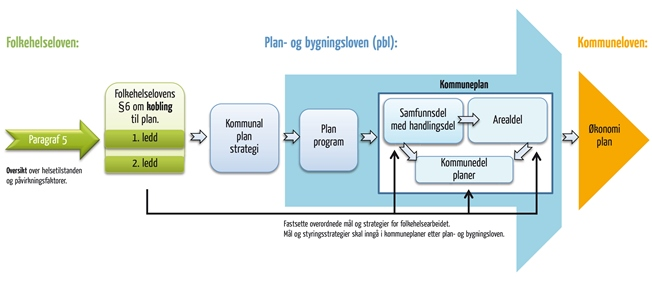 Folkehelseloven:
Plan- og bygningsloven (pbl):
Kommuneloven:
Paragraf 5
Oversikt over helsetilstanden
og påvirkningsfaktorer.
Folkehelselovens
§6 om kobling
til plan.
1. ledd
2. ledd
Kommunal
plan
strategi
Plan
program
Kommuneplan
Samfunnsdel
med handlingsdel
Arealdel
Kommunedel
planer
Økonomi
plan
Fastsette overordnede mål og strategier for folkehelsearbeidet.
Mål og styringsstrategier skal inngå i kommuneplaner etter plan- og bygningsloven.